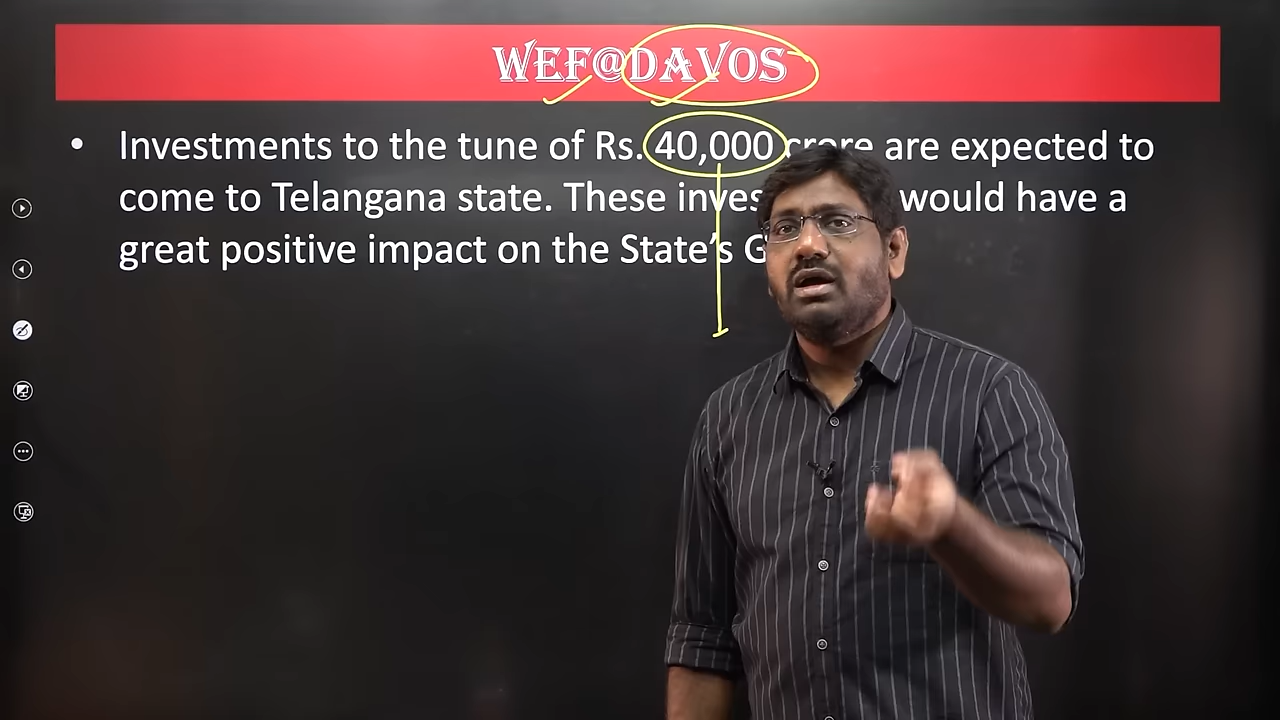 WEF@DAVOS
• Investments to the tune of Rs. 40,000 crore are expected to
come to Telangana state. These would have a
great positive impact on the State's